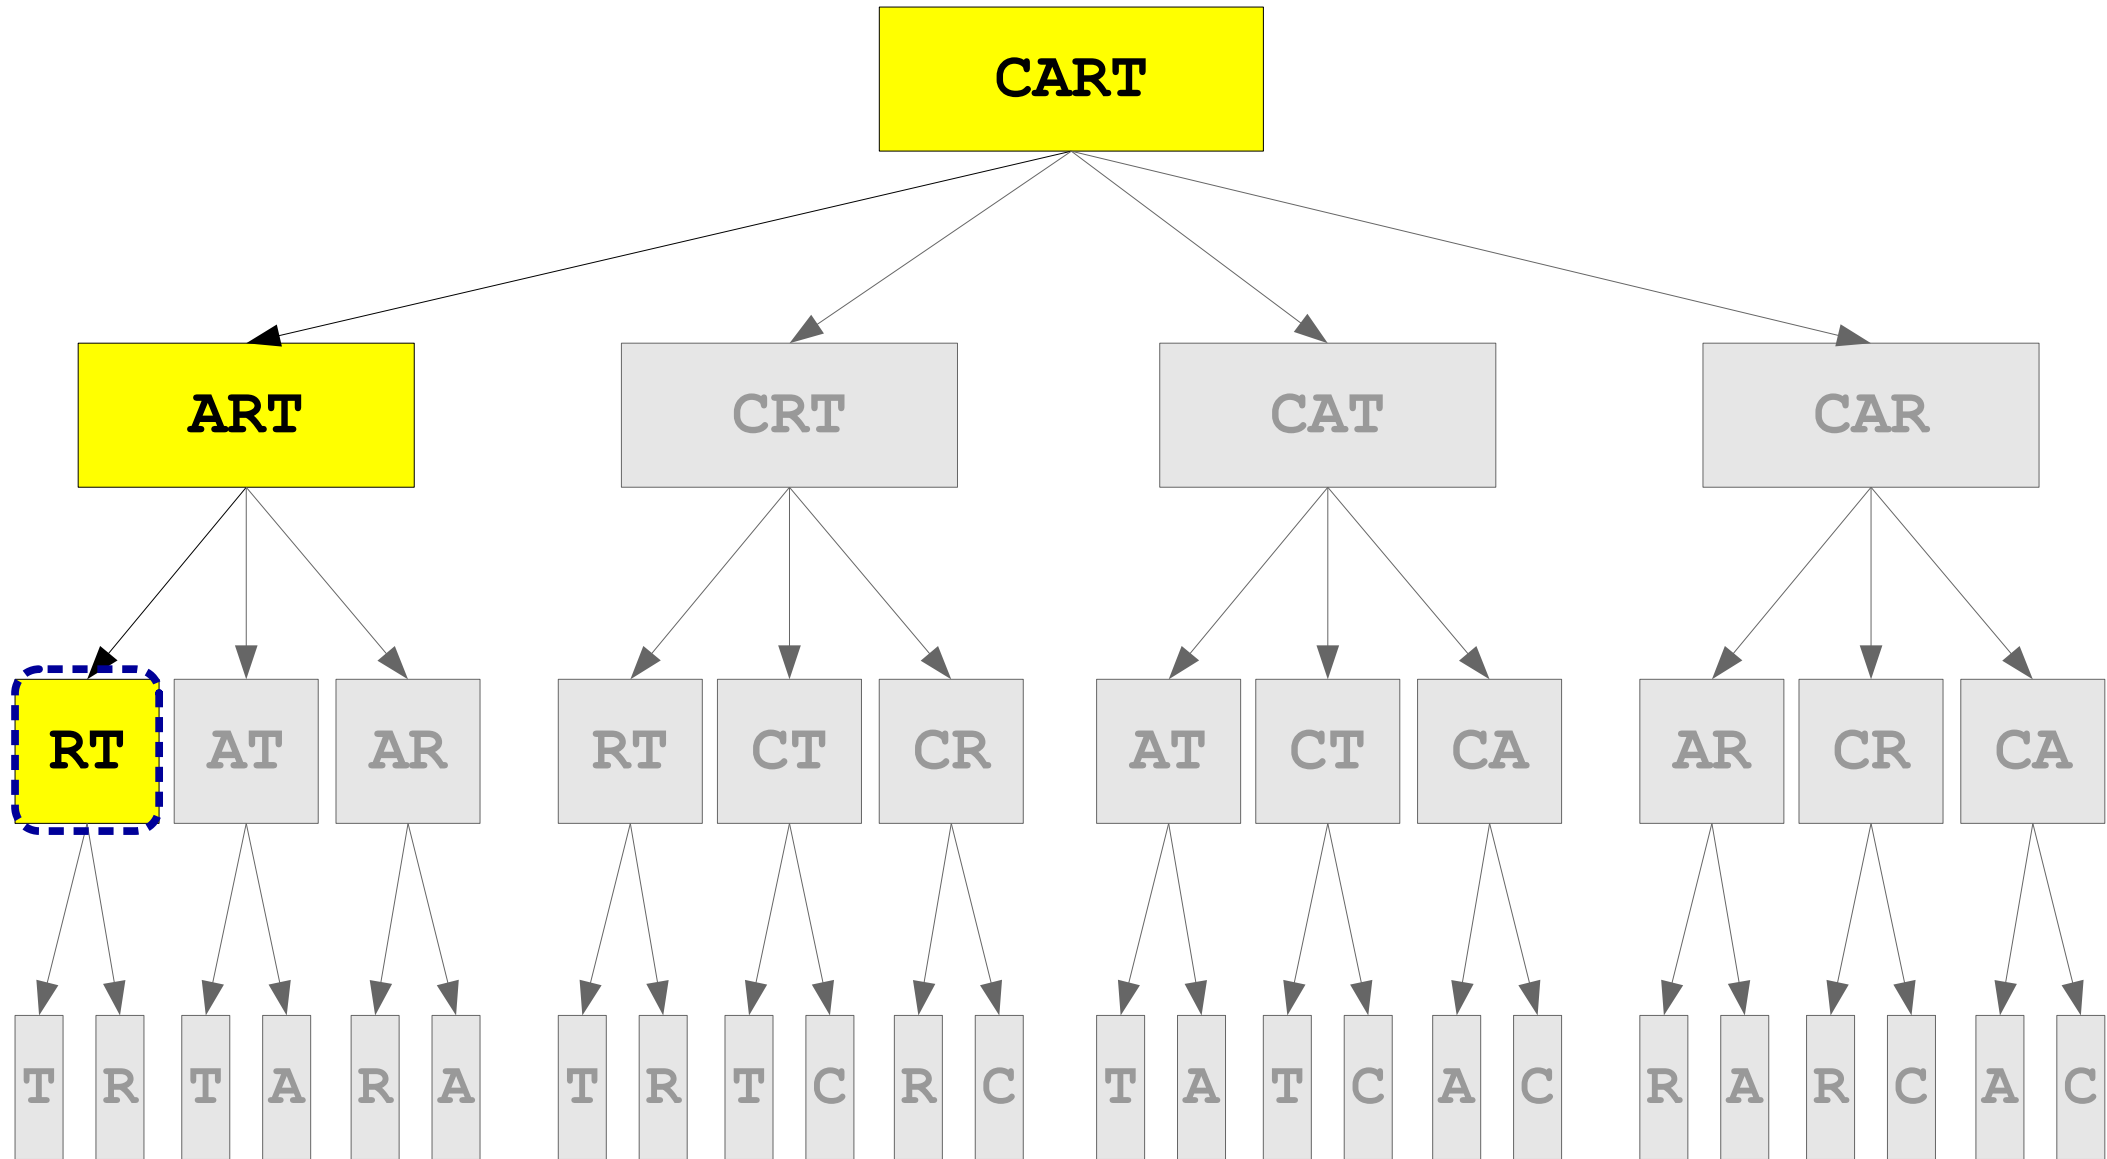 CART
ART CRT CAT CAR
RT AT AR RT CT CR AT CT CA AR CR CA
T R T A R A T R T C R C T A T C A C R A R C A C